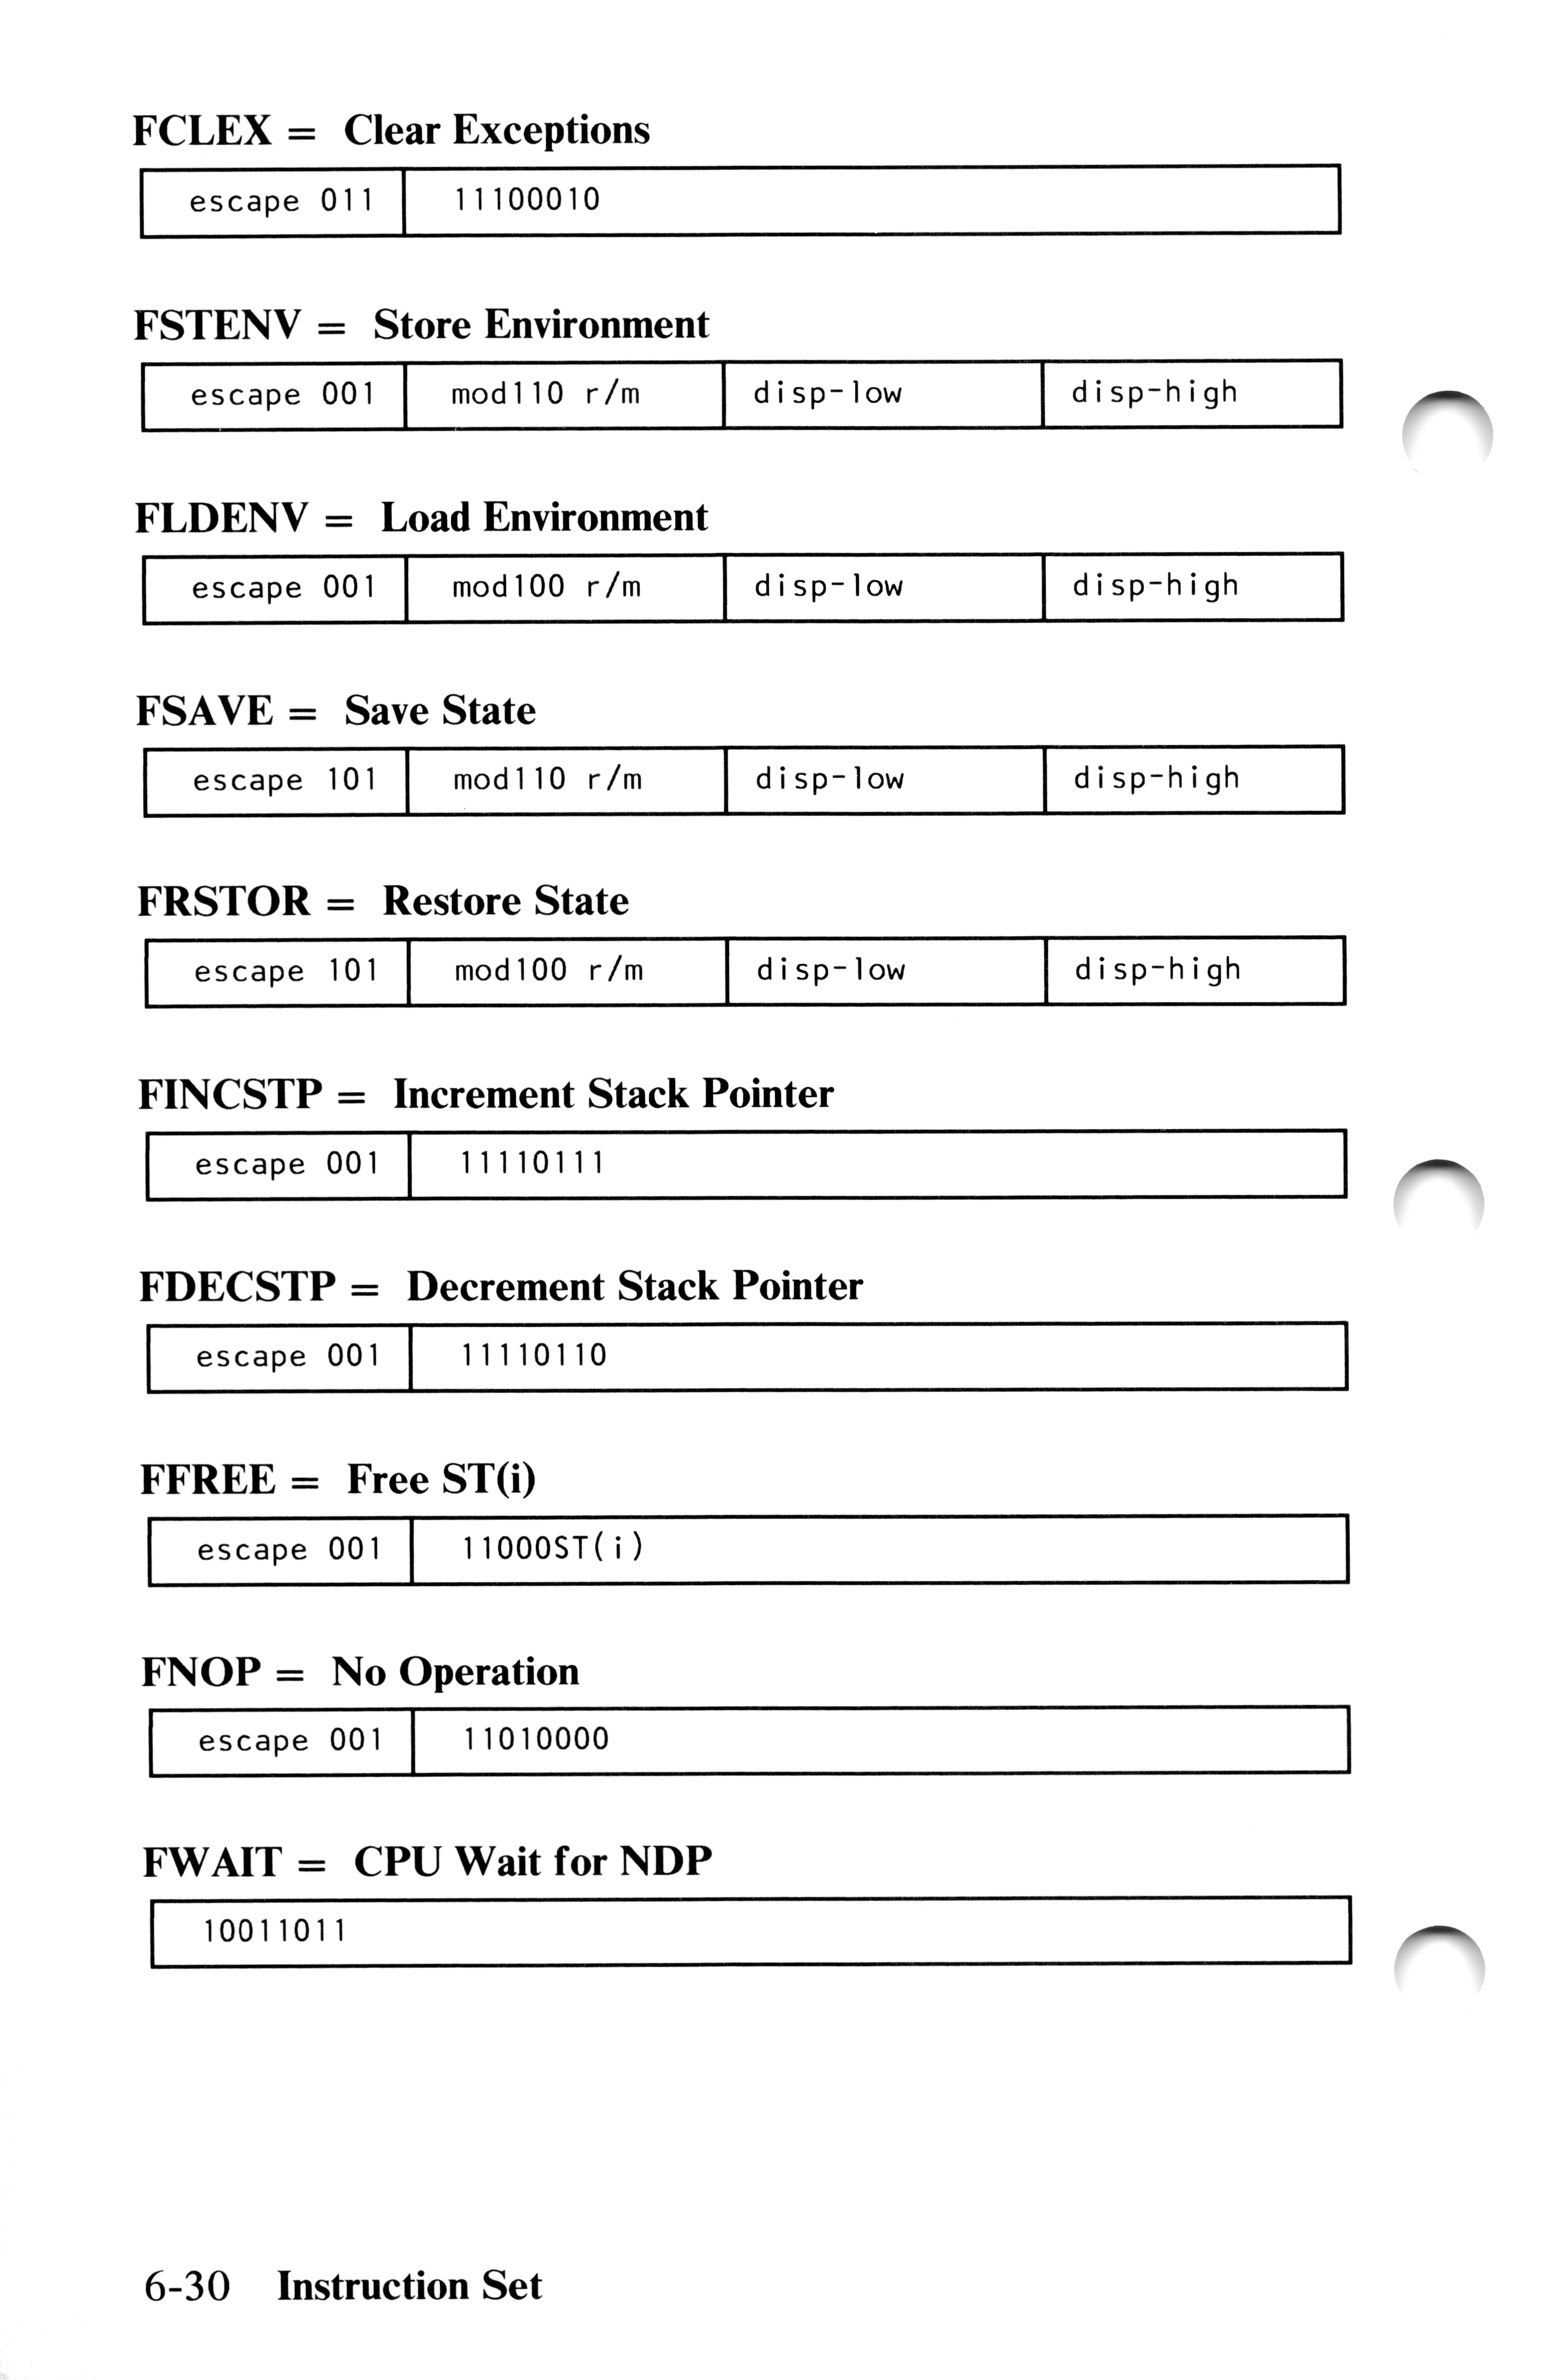 FCLEX = Clear Exceptions
escape 011 11100010
FSTENV = Store Environment
escape 001 mod110 r/m disp-low disp-high
FLDENV = Load Environment
escape 001 mod100 r/m disp-low disp-high
FSAVE = Save State
escape 101 mod110 r/m disp-low disp-high
FRSTOR = Restore State
escape 101 mod100 r/m disp-low disp-high
FINCSTP = Increment Stack Pointer
escape 001 11110111
FDECSTP = Decrement Stack Pointer
escape 001 11110110
FFREE = Free ST(i)
escape 001 11000ST(i)
FNOP = No Operation
escape 001 11010000
FWAIT = CPU Wait for NDP
10011011
6-30 Instruction Set